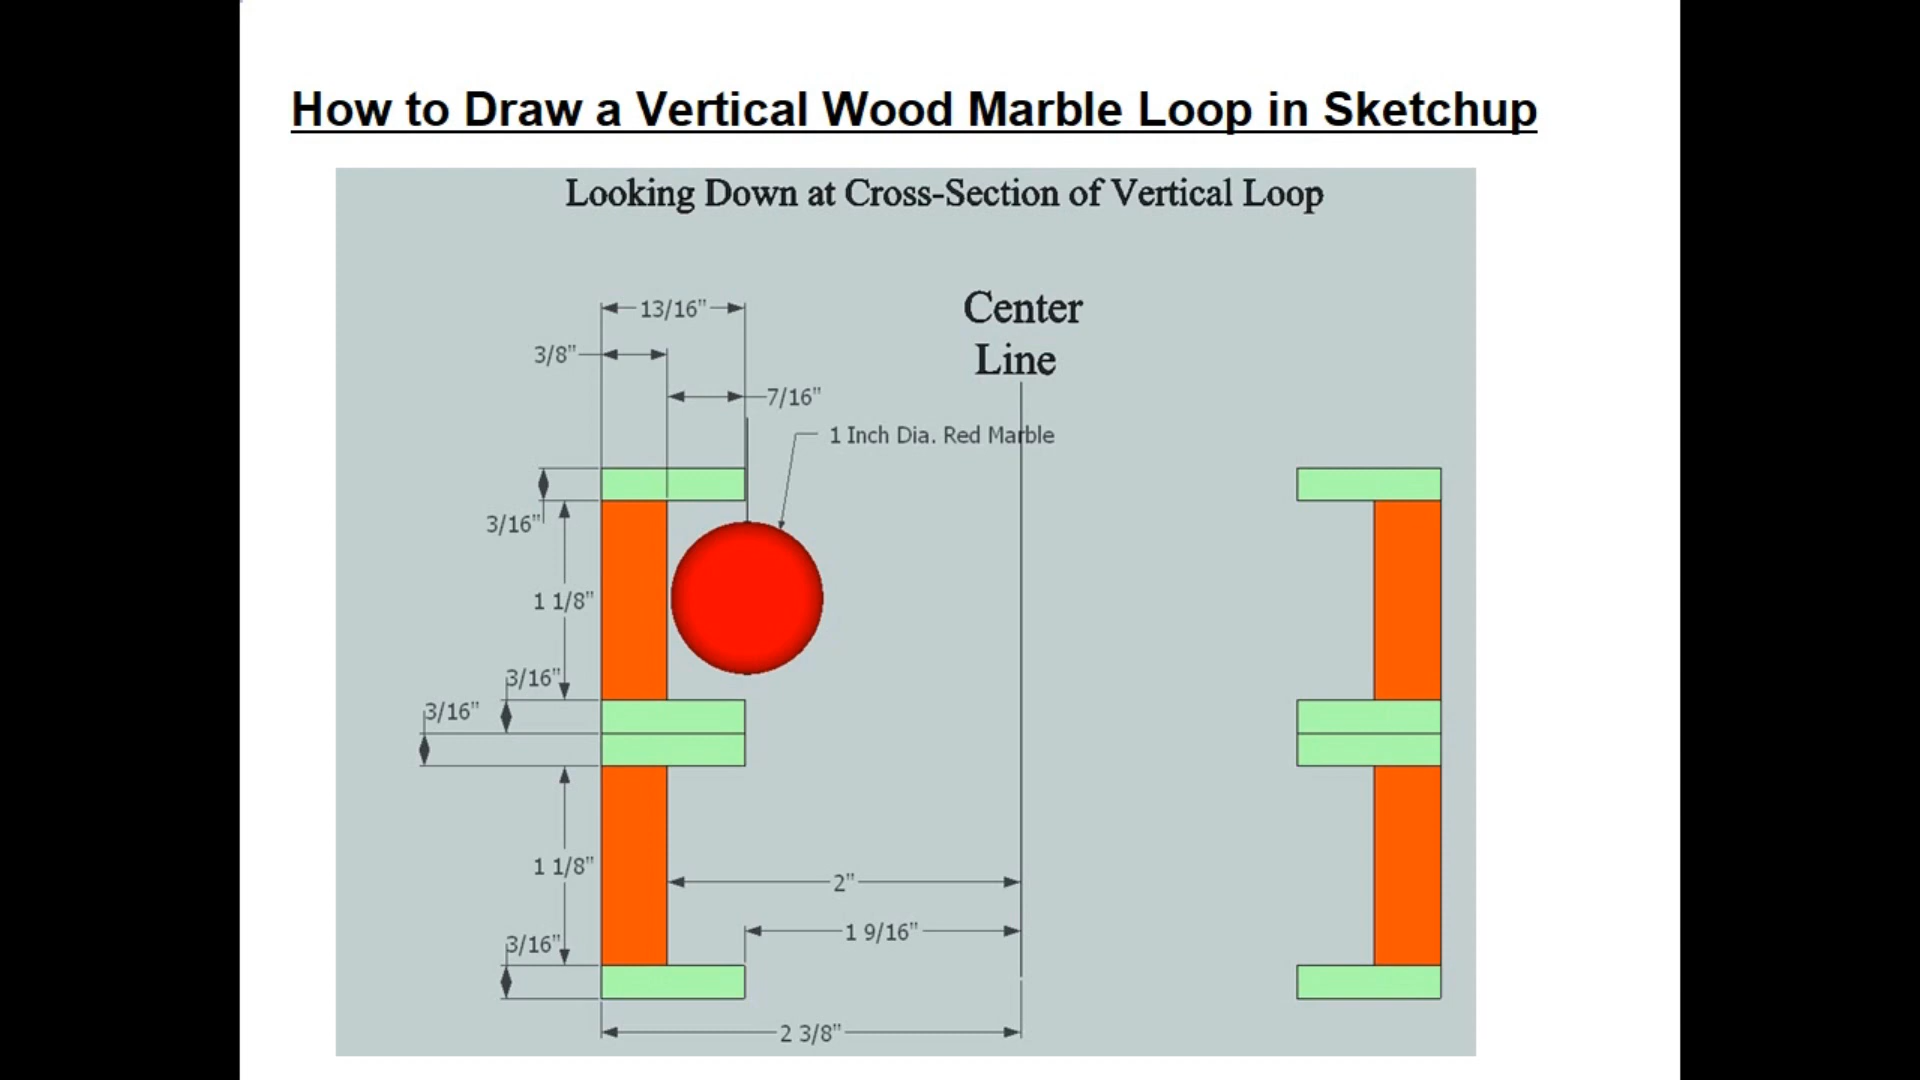 How to Draw a Vertical Wood Marble Loop in Sketchup
Looking Down at Cross-Section of Vertical Loop
Center
Line
13/16"
3/8"
7/16"
1 Inch Dia. Red Marble
3/16"
1 1/8"
3/16"
3/16"
1 1/8"
2"
1 9/16"
3/16"
2 3/8"